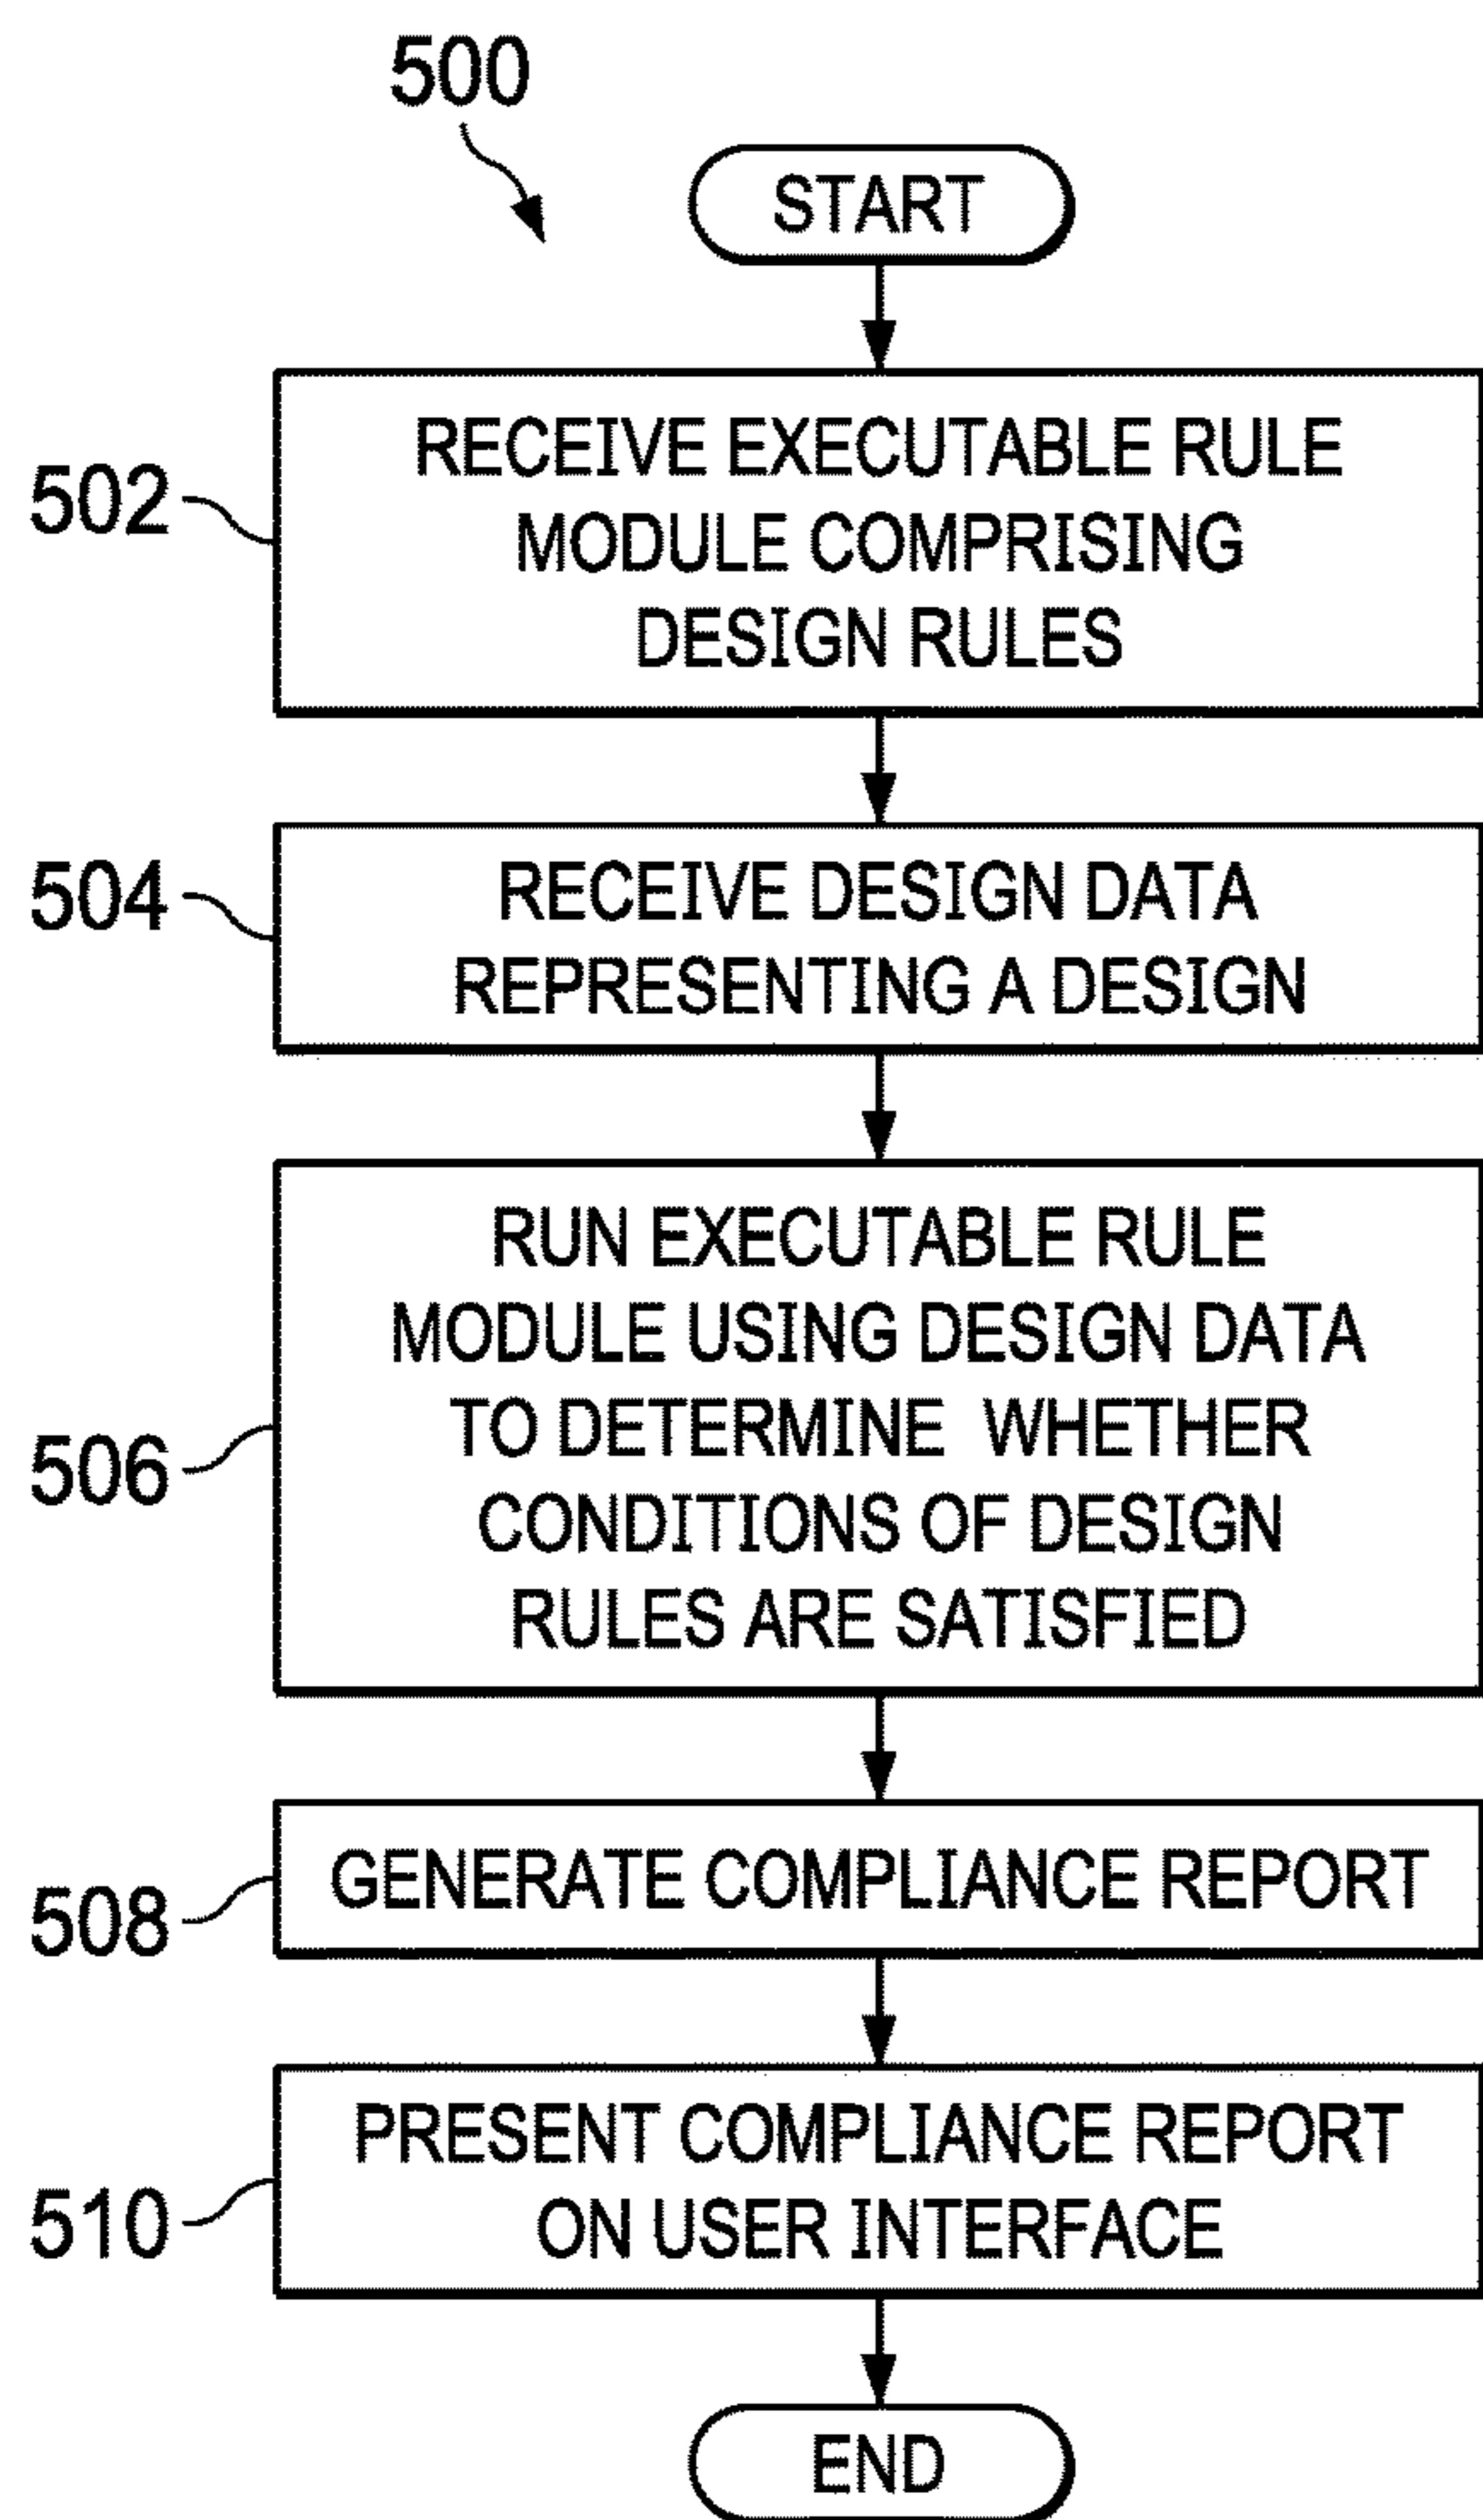 500
START
502
RECEIVE EXECUTABLE RULE
MODULE COMPRISING
DESIGN RULES
504
RECEIVE DESIGN DATA
REPRESENTING A DESIGN
506
RUN EXECUTABLE RULE
MODULE USING DESIGN DATA
TO DETERMINE WHETHER
CONDITIONS OF DESIGN
RULES ARE SATISFIED
508
GENERATE COMPLIANCE REPORT
510
PRESENT COMPLIANCE REPORT
ON USER INTERFACE
END